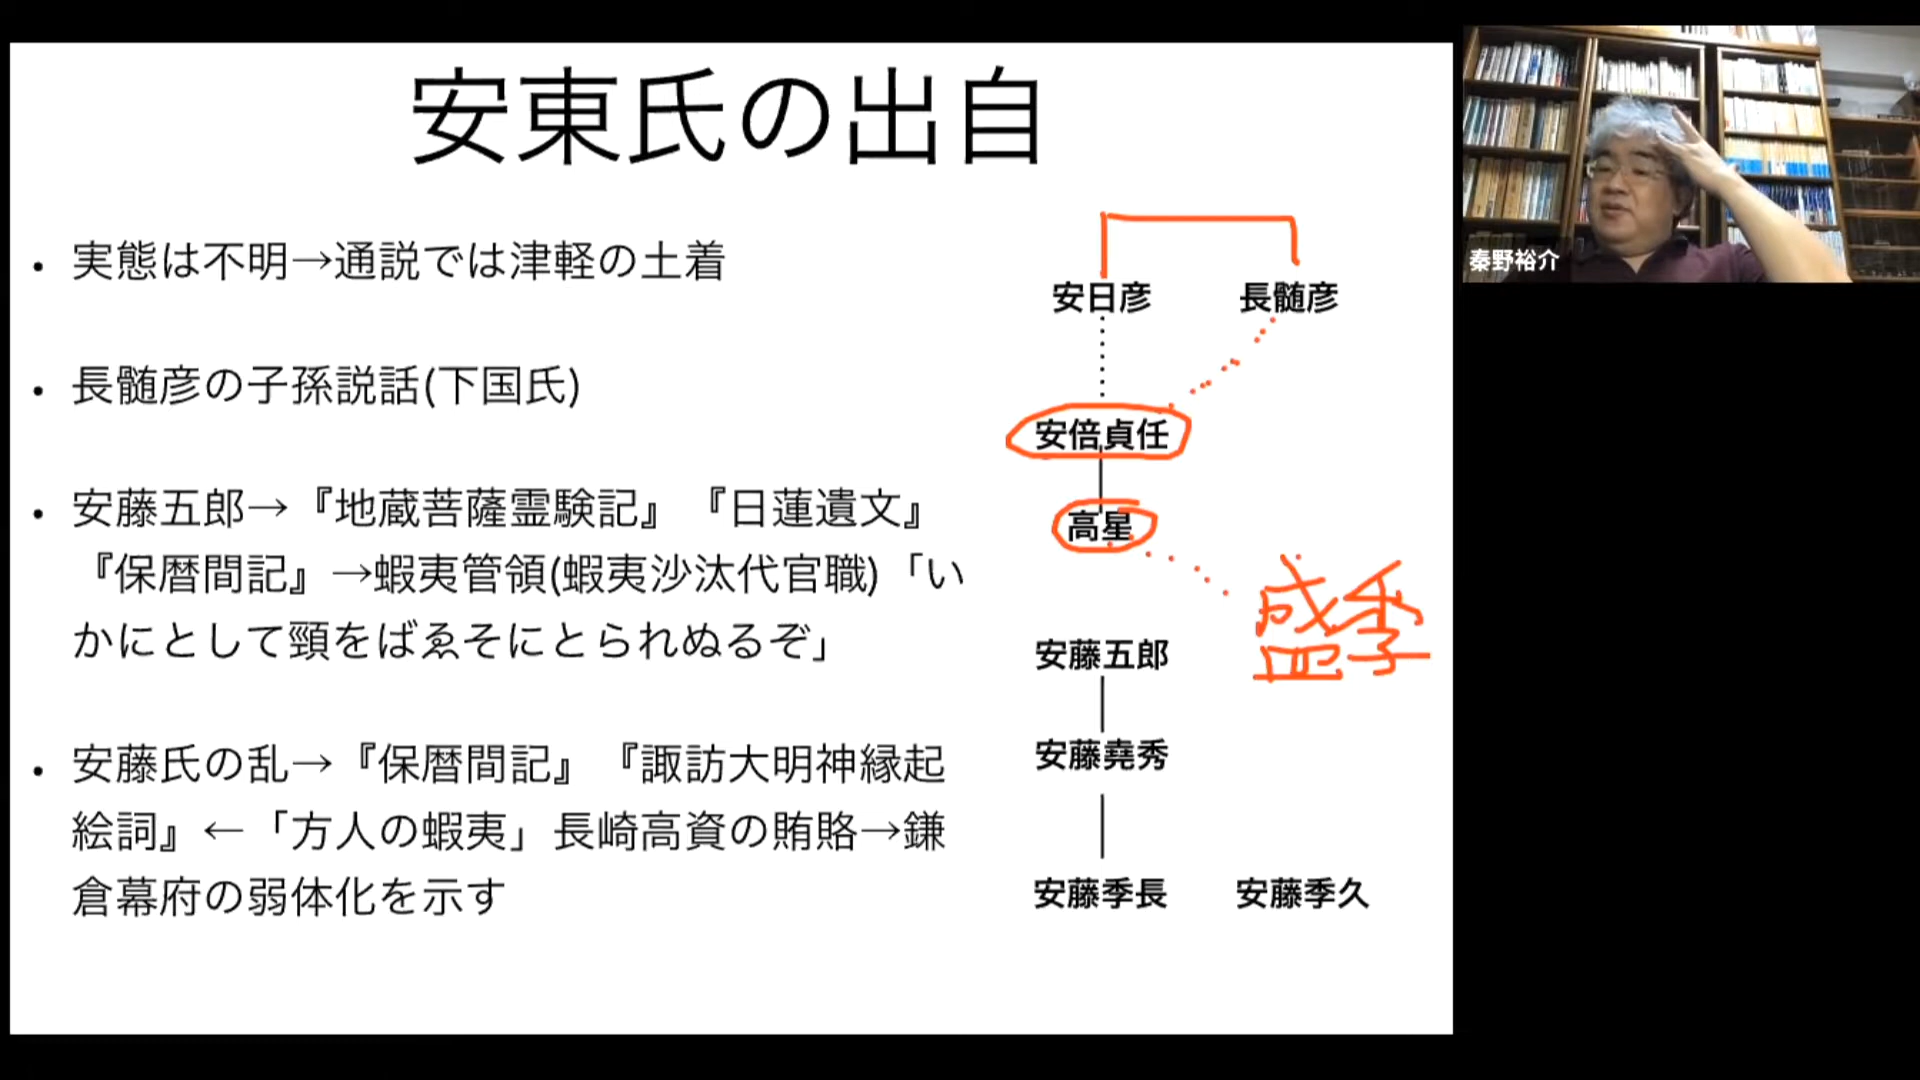 安東氏の出自
・実態は不明→通説では津軽の土着
・長髄彦の子孫説話(下国氏)
・安藤五郎→『地蔵菩薩霊験記』『日蓮遺文』
『保暦間記』→蝦夷管領(蝦夷沙汰代官職)「い
かにとして頸をばゑそにとられぬるぞ」
・安藤氏の乱→『保暦間記』『諏訪大明神縁起
絵詞』←「方人の蝦夷」長崎高資の賄賂→鎌
倉幕府の弱体化を示す
安日彦 長髄彦
安倍貞任
高星
盛季
安藤五郎
安藤堯秀
安藤季長 安藤季久
秦野裕介